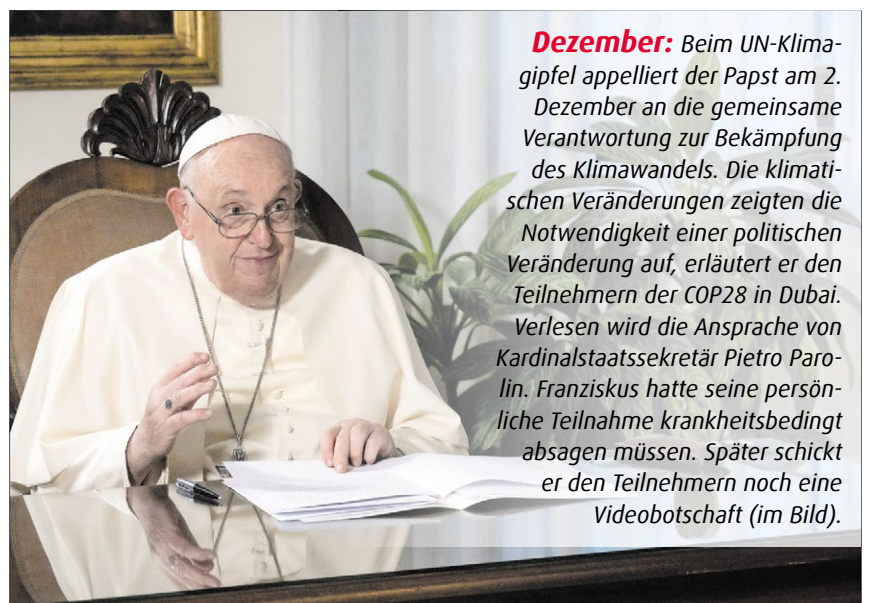 Dezember: Beim UN-Klima-
gipfel appelliert der Papst am 2.
Dezember an die gemeinsame
Verantwortung zur Bekämpfung
des Klimawandels. Die klimati-
schen Veränderungen zeigten die
Notwendigkeit einer politischen
Veränderung auf, erläutert er den
Teilnehmern der COP28 in Dubai.
Verlesen wird die Ansprache von
Kardinalstaatssekretär Pietro Paro-
lin. Franziskus hatte seine persön-
liche Teilnahme krankheitsbedingt
absagen müssen. Später schickt
er den Teilnehmern noch eine
Videobotschaft (im Bild).